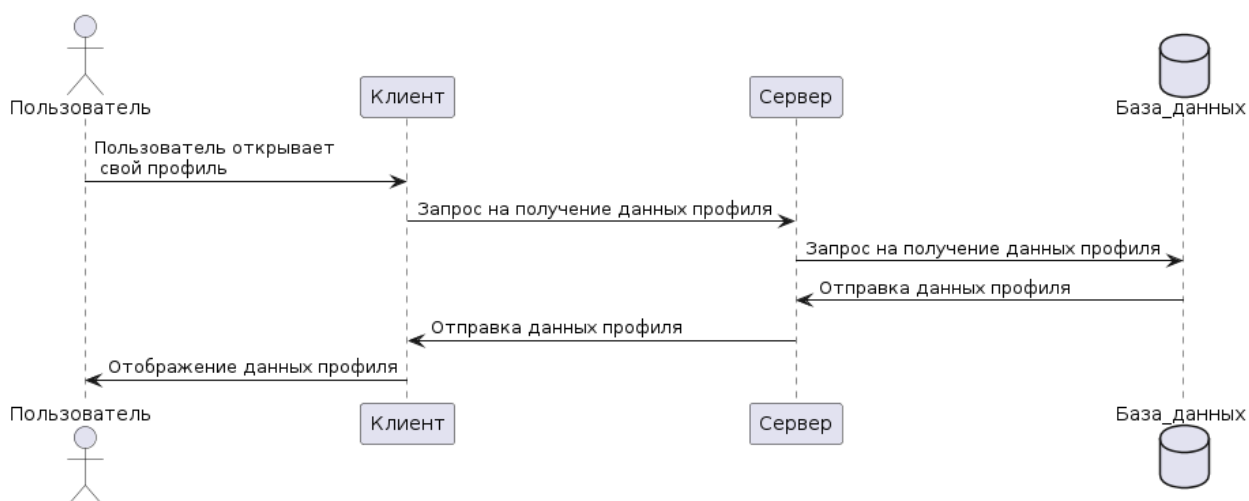 Пользователь
Клиент
Сервер
База_данных
Пользователь открывает
свой профиль
Запрос на получение данных профиля
Запрос на получение данных профиля
Отправка данных профиля
Отправка данных профиля
Отображение данных профиля
Пользователь
Клиент
Сервер
База_данных